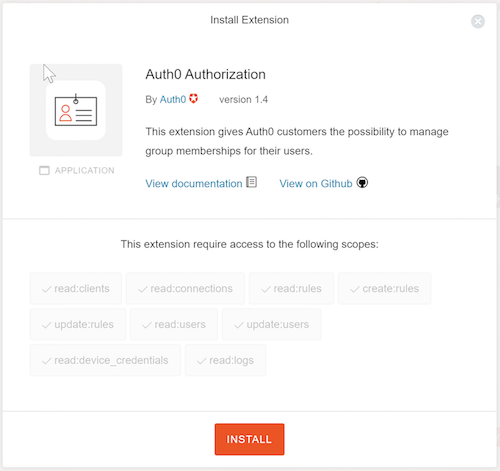 Install Extension
Auth0 Authorization
By Auth0 version 1.4
This extension gives Auth0 customers the possibility to manage
group memberships for their users.
APPLICATION
View documentation View on Github
This extension require access to the following scopes:
read:clients read:connections read:rules create:rules
update:rules read:users update:users
read:device_credentials read:logs
INSTALL